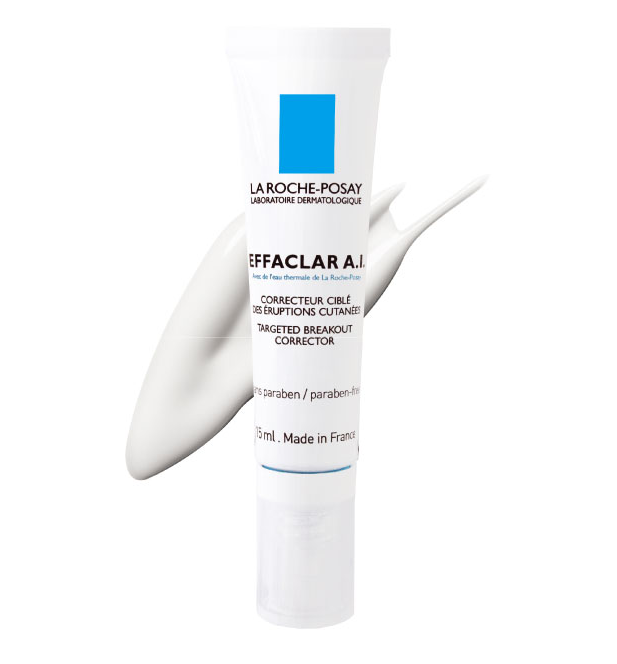 LA ROCHE-POSAY
LABORATOIRE DERMATOLOGIQUE
EFFACLAR A.I.
Avec de l'eau thermale de La Roche-Posay
CORRECTEUR CIBLÉ
DES ÉRUPTIONS CUTANÉES
TARGETED BREAKOUT
CORRECTOR
paraben / paraben-free
15 ml . Made in France